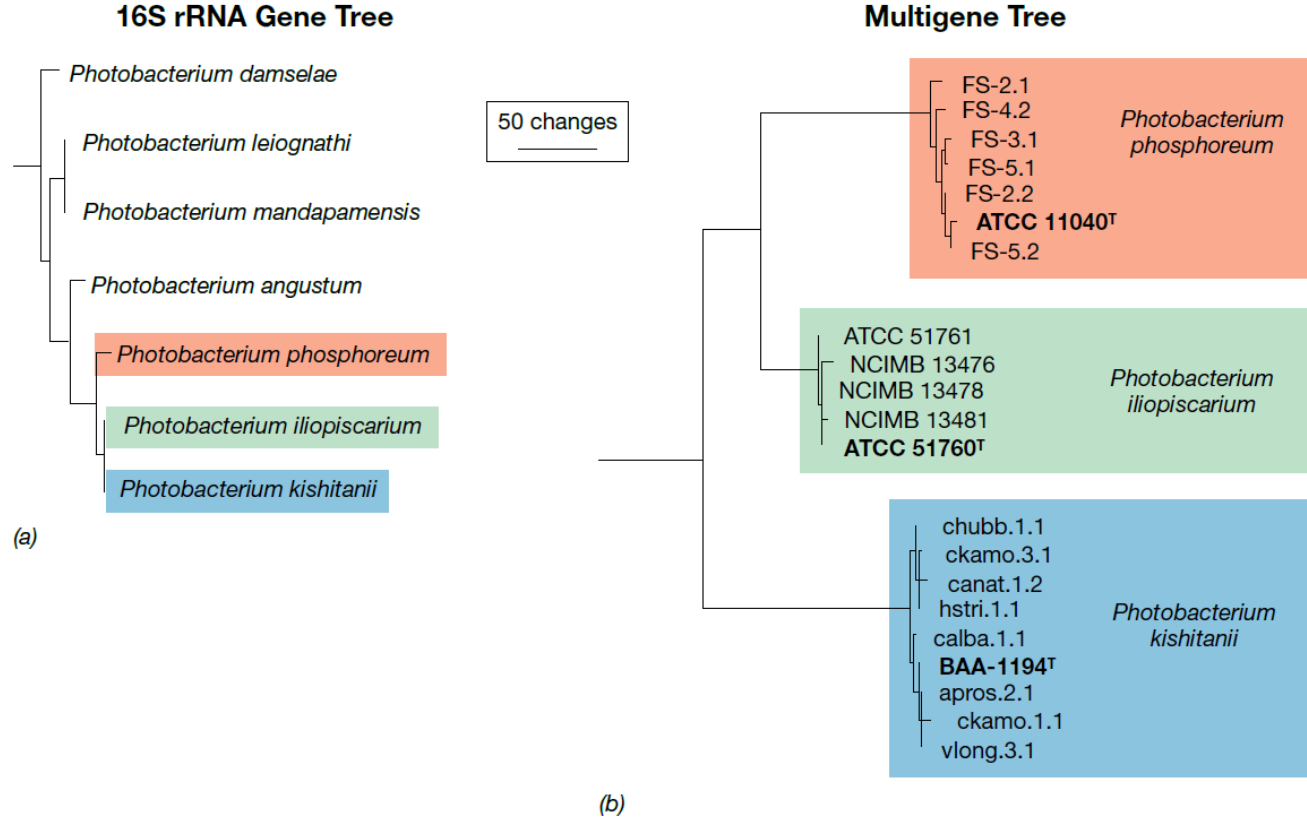 16S rRNA Gene Tree
Photobacterium damselae
Photobacterium leiognathi
Photobacterium mandapamensis
Photobacterium angustum
Photobacterium phosphoreum
Photobacterium iliopiscarium
Photobacterium kishitanii
(a)
50 changes
Multigene Tree
FS-2.1
FS-4.2
FS-3.1
FS-5.1
FS-2.2
ATCC 11040ᵀ
FS-5.2
Photobacterium
phosphoreum
ATCC 51761
NCIMB 13476
NCIMB 13478
NCIMB 13481
ATCC 51760ᵀ
Photobacterium
iliopiscarium
chubb.1.1
ckamo.3.1
canat.1.2
hstri.1.1
calba.1.1
BAA-1194ᵀ
apros.2.1
ckamo.1.1
vlong.3.1
Photobacterium
kishitanii
(b)